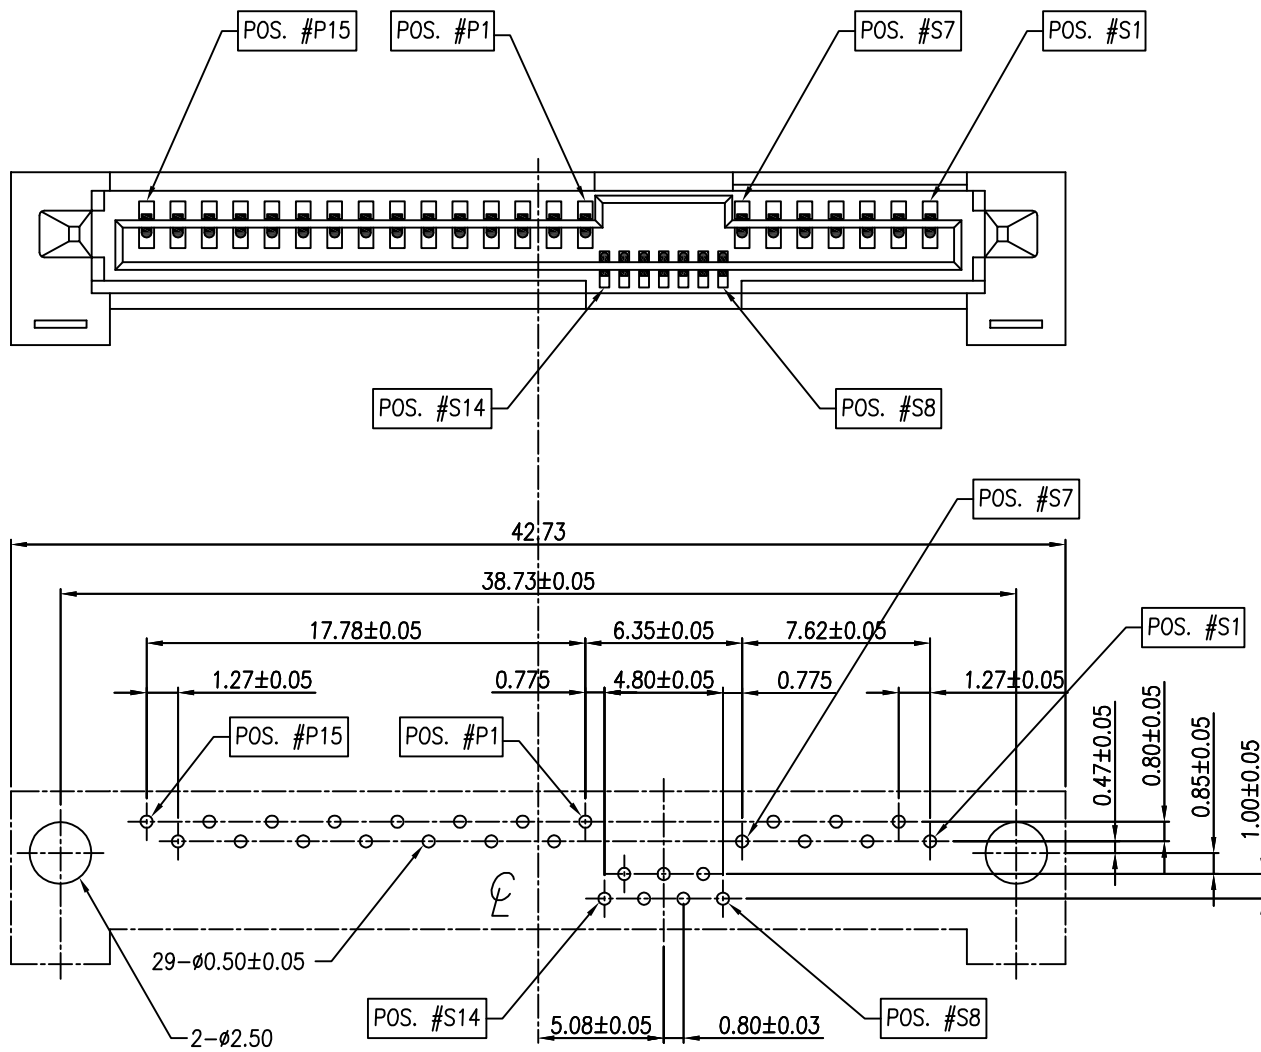 POS. #P15
POS. #P1
POS. #S7
POS. #S1
POS. #S14
POS. #S8
POS. #S7
42.73
38.73±0.05
17.78±0.05
6.35±0.05
7.62±0.05
POS. #S1
1.27±0.05
0.775
4.80±0.05
0.775
1.27±0.05
POS. #P15
POS. #P1
0.47±0.05
0.80±0.05
0.85±0.05
1.00±0.05
℄
29-ø0.50±0.05
POS. #S14
POS. #S8
2-ø2.50
5.08±0.05
0.80±0.03